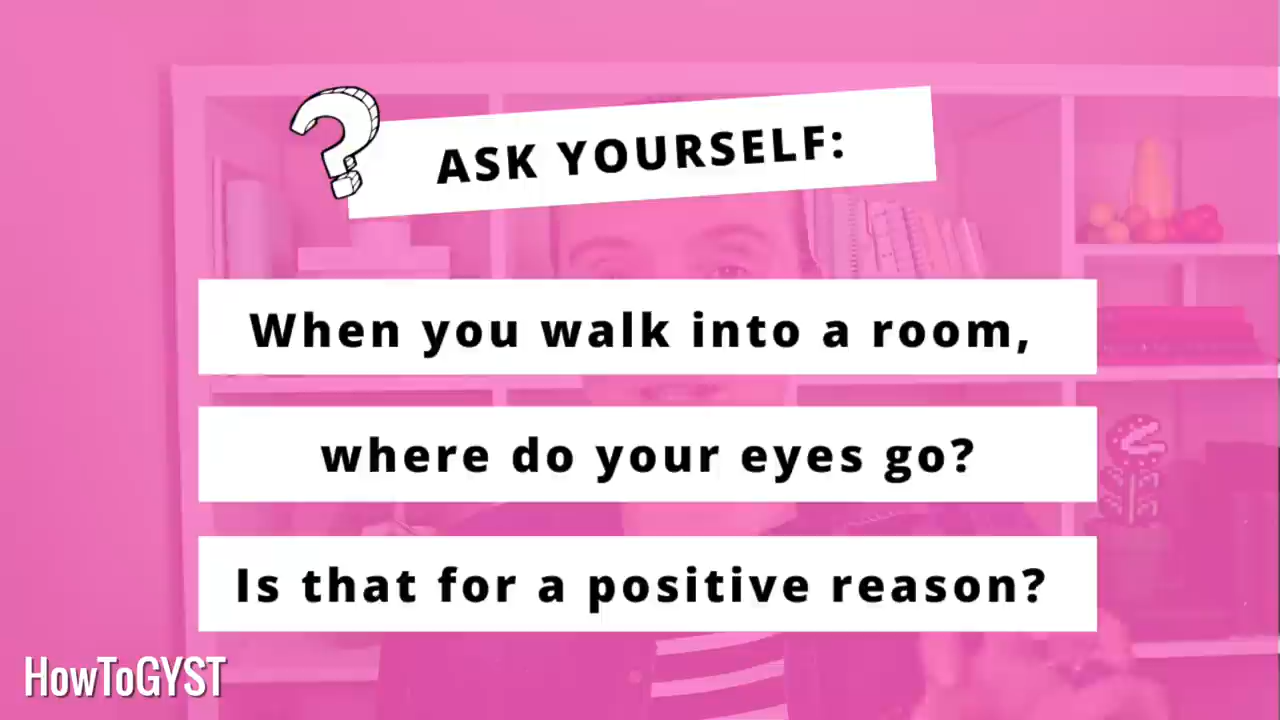 ASK YOURSELF:
When you walk into a room,
where do your eyes go?
Is that for a positive reason?
HowToGYST